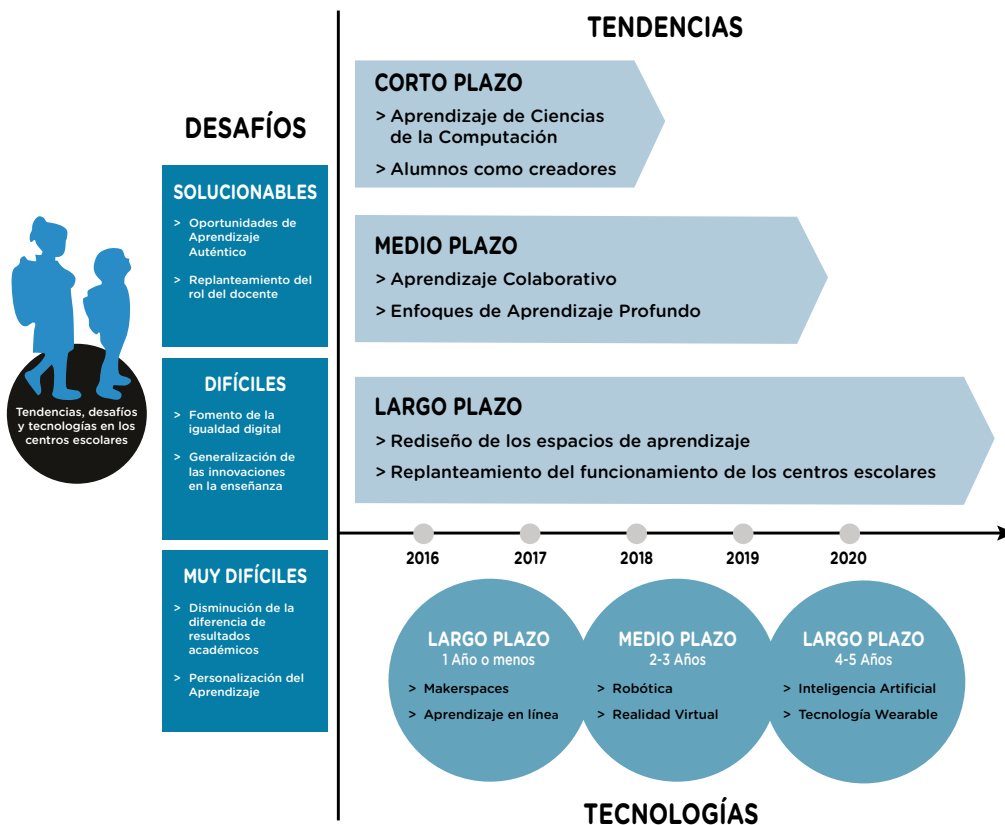 TENDENCIAS
CORTO PLAZO
> Aprendizaje de Ciencias
de la Computación
> Alumnos como creadores
MEDIO PLAZO
> Aprendizaje Colaborativo
> Enfoques de Aprendizaje Profundo
LARGO PLAZO
> Rediseño de los espacios de aprendizaje
> Replanteamiento del funcionamiento de los centros escolares
DESAFÍOS
SOLUCIONABLES
> Oportunidades de
Aprendizaje
Auténtico
> Replanteamiento del
rol del docente
DIFÍCILES
> Fomento de la
igualdad digital
> Generalización de
las innovaciones
en la enseñanza
MUY DIFÍCILES
> Disminución de la
diferencia de
resultados
académicos
> Personalización del
Aprendizaje
Tendencias, desafíos
y tecnologías en los
centros escolares
2016 2017 2018 2019 2020
LARGO PLAZO
1 Año o menos
> Makerspaces
> Aprendizaje en línea
MEDIO PLAZO
2-3 Años
> Robótica
> Realidad Virtual
LARGO PLAZO
4-5 Años
> Inteligencia Artificial
> Tecnología Wearable
TECNOLOGÍAS